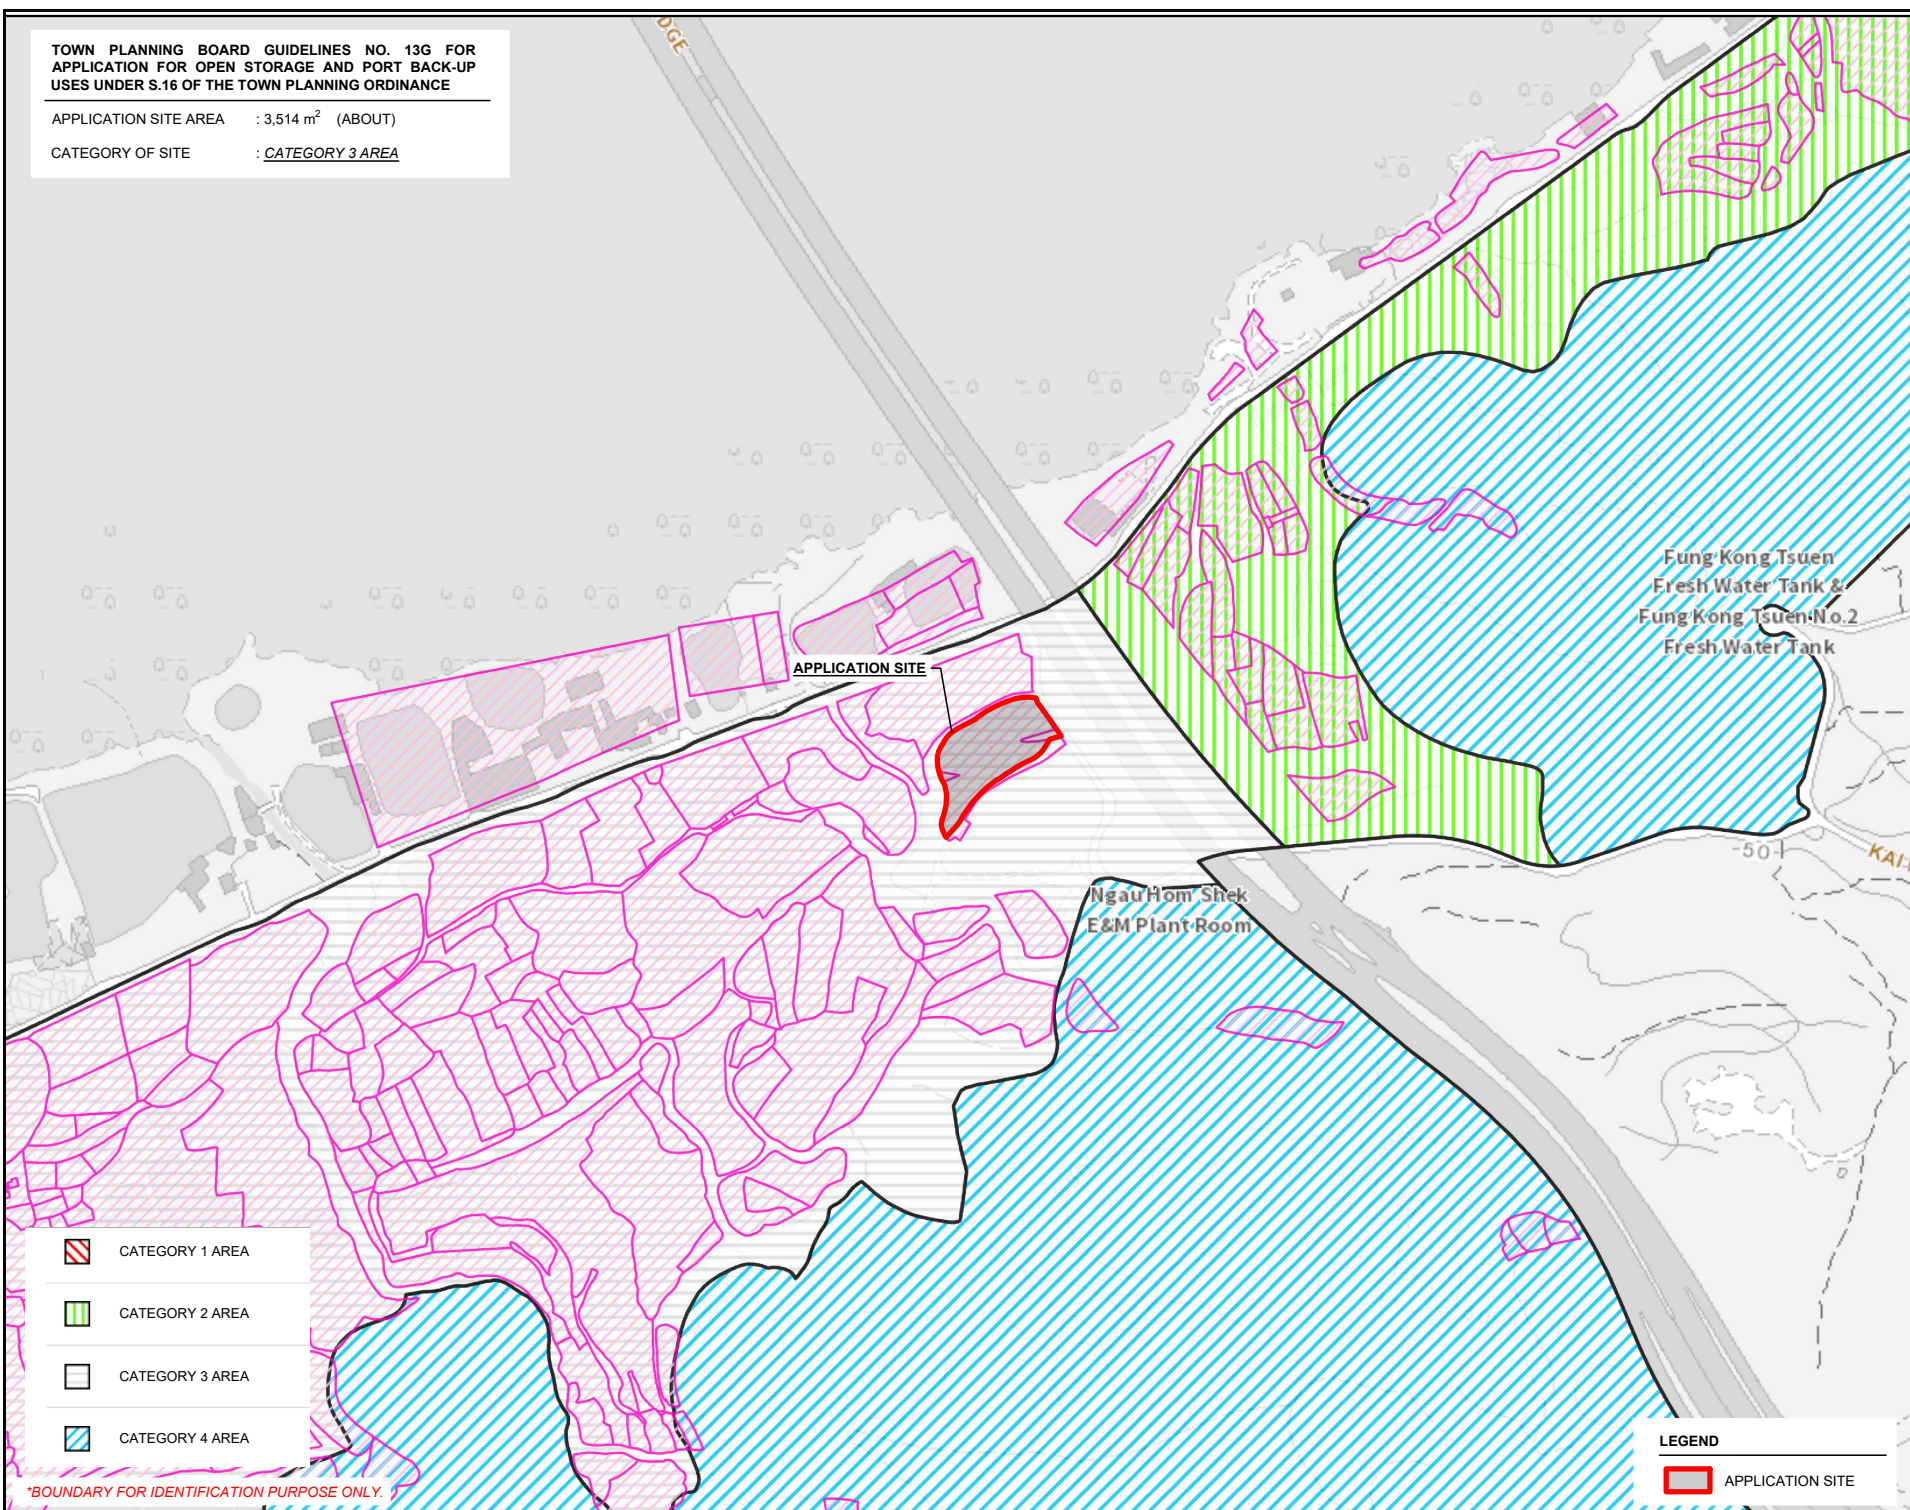 TOWN PLANNING BOARD GUIDELINES NO. 13G FOR
APPLICATION FOR OPEN STORAGE AND PORT BACK-UP
USES UNDER S.16 OF THE TOWN PLANNING ORDINANCE
APPLICATION SITE AREA : 3,514 m² (ABOUT)
CATEGORY OF SITE : CATEGORY 3 AREA
DGE
Fung Kong Tsuen
Fresh Water Tank &
Fung Kong Tsuen No.2
Fresh Water Tank
APPLICATION SITE
50
KAI
Ngau Hom Shek
E&M Plant Room
CATEGORY 1 AREA
CATEGORY 2 AREA
CATEGORY 3 AREA
CATEGORY 4 AREA
*BOUNDARY FOR IDENTIFICATION PURPOSE ONLY.
LEGEND
APPLICATION SITE